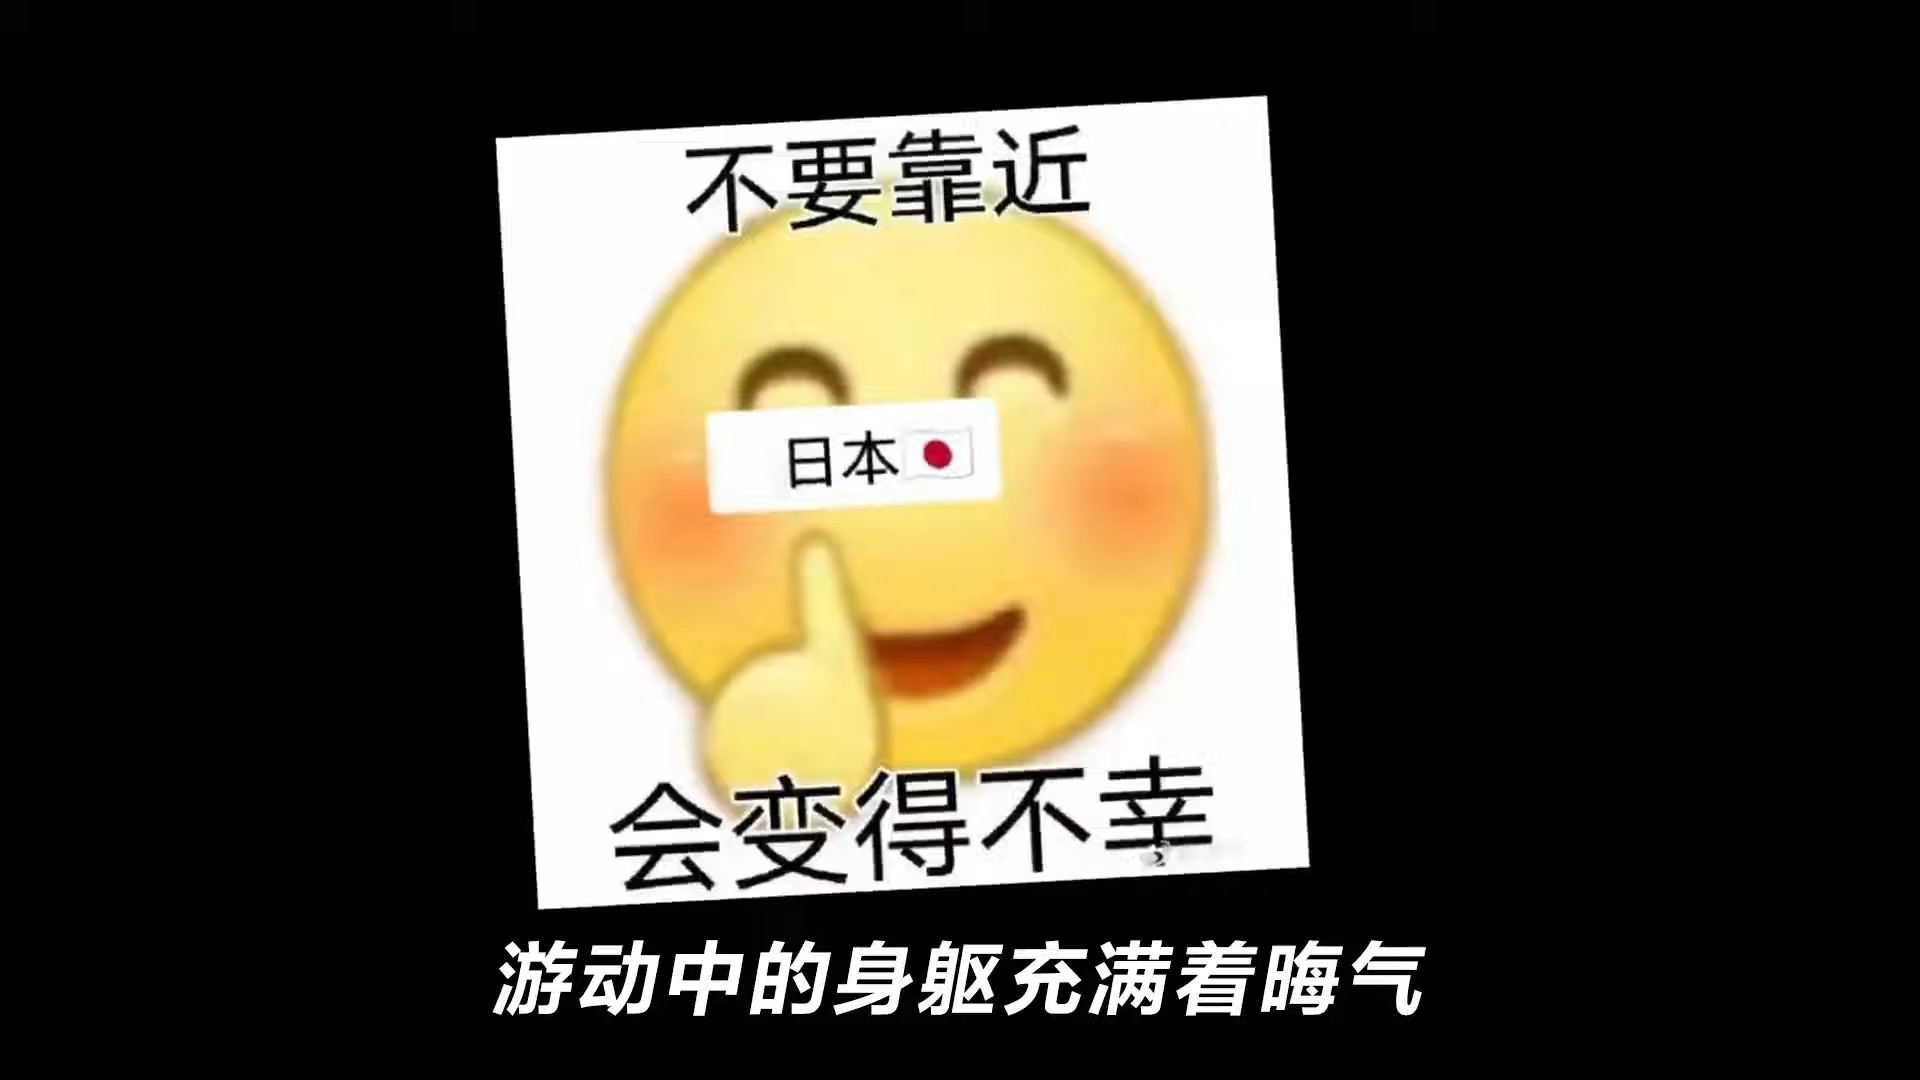 不要靠近
日本🇯🇵
会变得不幸
游动中的身躯充满着晦气